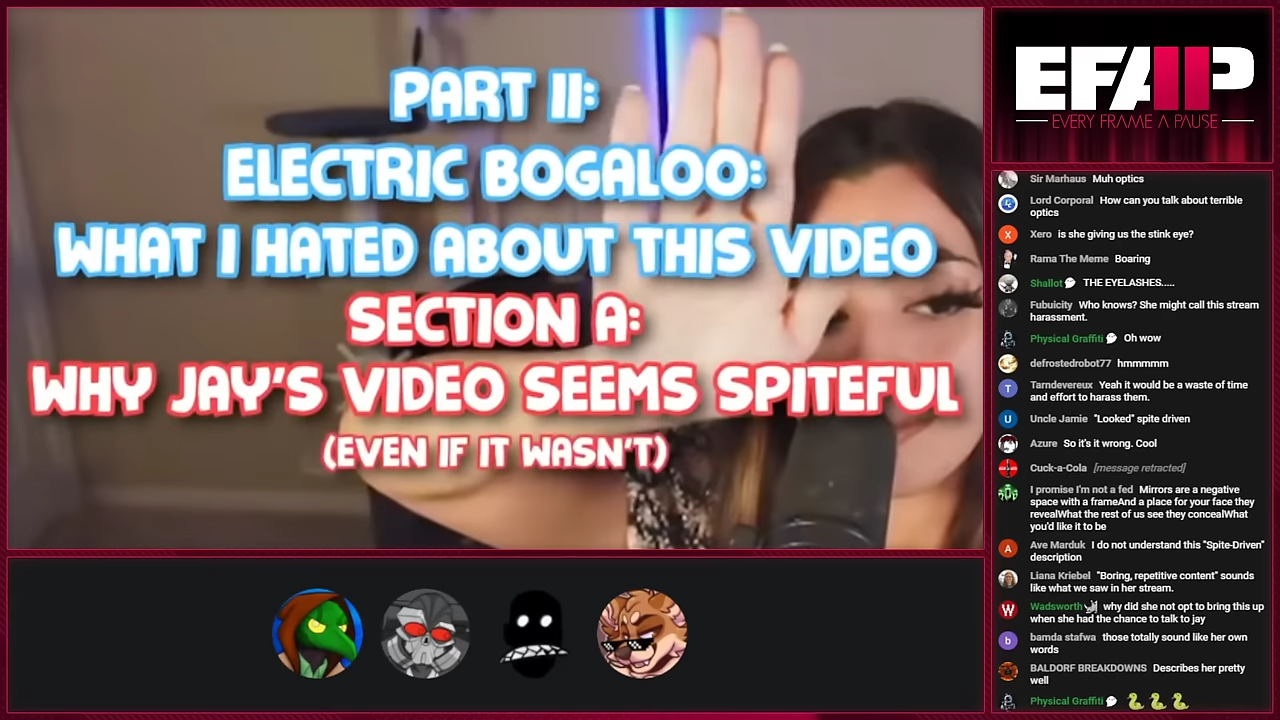 PART II:
ELECTRIC BOGALOO:
WHAT I HATED ABOUT THIS VIDEO
SECTION A:
WHY JAY'S VIDEO SEEMS SPITEFUL
(EVEN IF IT WASN'T)
EFAP
EVERY FRAME A PAUSE
Sir Marhaus Muh optics
Lord Corporal How can you talk about terrible
optics
X
Xero is she giving us the stink eye?
Rama The Meme Boaring
Shallot THE EYELASHES.....
Fubuicity Who knows? She might call this stream
harassment.
Physical Graffiti Oh wow
defrostedrobot77 hmmmmm
T
Tarndevereux Yeah it would be a waste of time
and effort to harass them.
U
Uncle Jamie "Looked" spite driven
Azure So it's it wrong. Cool
Cuck-a-Cola [message retracted]
I promise I'm not a fed Mirrors are a negative
space with a frameAnd a place for your face they
revealWhat the rest of us see they concealWhat
you'd like it to be
A
Ave Marduk I do not understand this "Spite-Driven"
description
Liana Kriebel "Boring, repetitive content" sounds
like what we saw in her stream.
W
Wadsworth why did she not opt to bring this up
when she had the chance to talk to jay
b
bamda stafwa those totally sound like her own
words
BALDORF BREAKDOWNS Describes her pretty
well
Physical Graffiti 🐍 🐍 🐍